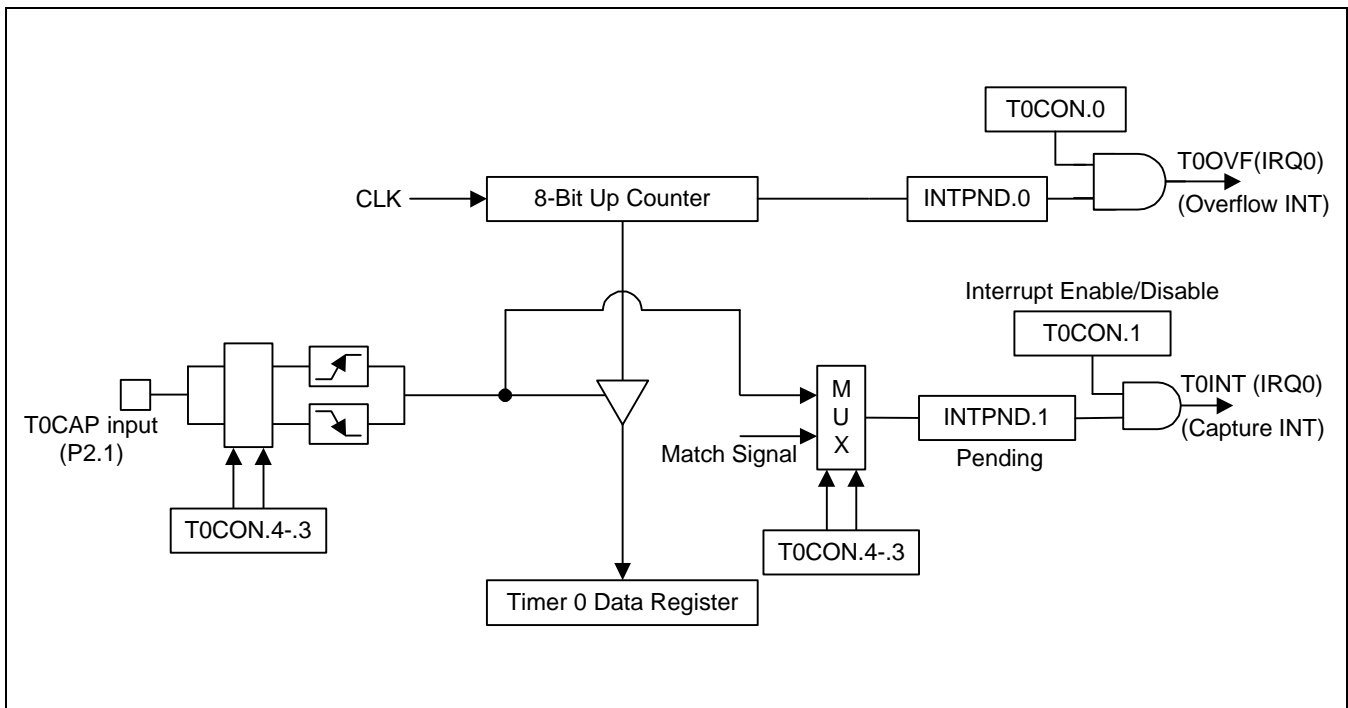 T0CON.0
T0OVF(IRQ0)
CLK
8-Bit Up Counter
INTPND.0
(Overflow INT)
Interrupt Enable/Disable
T0CON.1
T0INT (IRQ0)
M
U
X
INTPND.1
T0CAP input
(P2.1)
Match Signal
Pending
(Capture INT)
T0CON.4-.3
T0CON.4-.3
Timer 0 Data Register